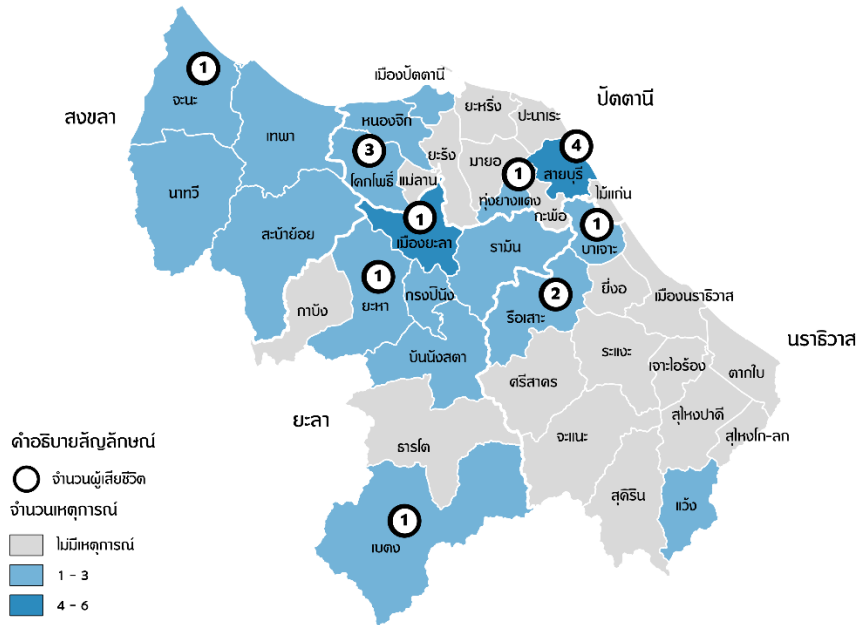 1
จะนะ
สงขลา
เทพา
นาทวี
สะบ้าย้อย
เมืองปัตตานี
หนองจิก
3
โคกโพธิ์
ยะรัง
แม่ลาน
ยะหริ่ง
ปะนาเระ
ปัตตานี
มายอ
1
ทุ่งยางแดง
4
สายบุรี
ไม้แก่น
กะพ้อ
1
เมืองยะลา
รามัน
1
บาเจาะ
1
ยะหา
กาบัง
กรงปินัง
บันนังสตา
2
รือเสาะ
ยี่งอ
เมืองนราธิวาส
นราธิวาส
ระแงะ
เจาะไอร้อง
ตากใบ
ศรีสาคร
สุไหงปาดี
สุไหงโก-ลก
จะแนะ
สุคิริน
แว้ง
ยะลา
ธารโต
1
เบตง
คำอธิบายสัญลักษณ์
จำนวนผู้เสียชีวิต
จำนวนเหตุการณ์
ไม่มีเหตุการณ์
1 - 3
4 - 6